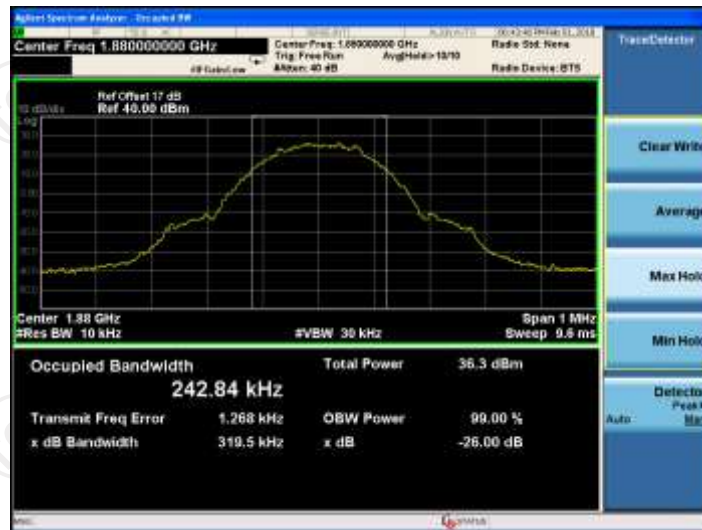 Agilent Spectrum Analyzer - Occupied BW
Center Freq 1.880000000 GHz
Center Freq: 1.880000000 GHz
Trig: Free Run Avg|Hold:>10/10
#Atten: 40 dB
Radio Std: None
Radio Device: BTS
#IFGain:Low
Ref Offset 17 dB
10 dB/div Ref 40.00 dBm
Log
Center 1.88 GHz Span 1 MHz
#Res BW 10 kHz #VBW 30 kHz Sweep 9.6 ms
Occupied Bandwidth Total Power 36.3 dBm
242.84 kHz
Transmit Freq Error 1.268 kHz OBW Power 99.00 %
x dB Bandwidth 319.5 kHz x dB -26.00 dB
Trace/Detector
Clear Write
Average
Max Hold
Min Hold
Detecto
Auto
MSG
STATUS